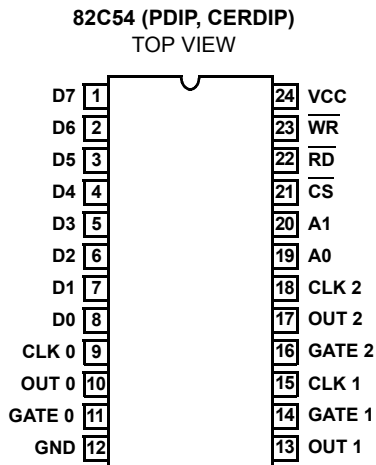 82C54 (PDIP, CERDIP)
TOP VIEW
D7 1 24 VCC
D6 2 23 WR
D5 3 22 RD
D4 4 21 CS
D3 5 20 A1
D2 6 19 A0
D1 7 18 CLK 2
D0 8 17 OUT 2
CLK 0 9 16 GATE 2
OUT 0 10 15 CLK 1
GATE 0 11 14 GATE 1
GND 12 13 OUT 1